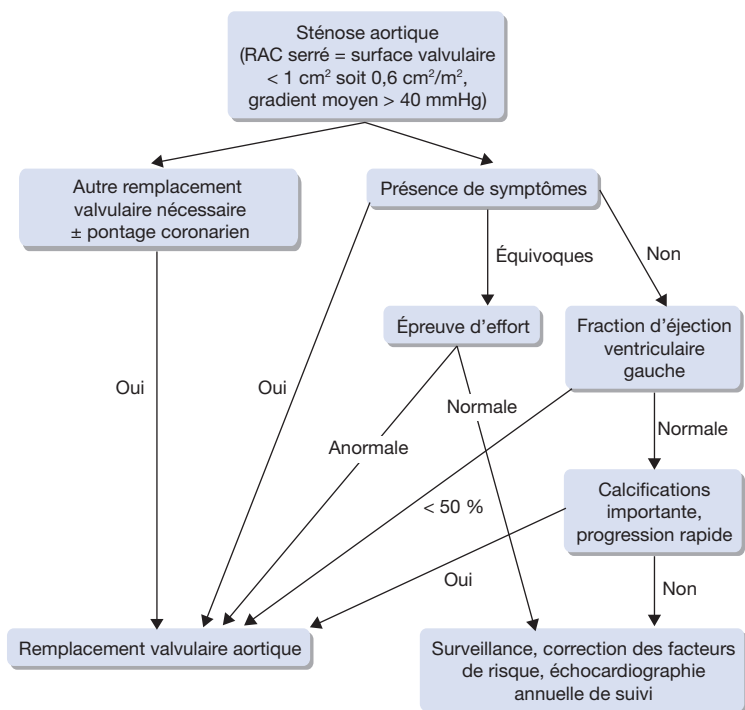 Sténose aortique
(RAC serré = surface valvulaire
< 1 cm² soit 0,6 cm²/m²,
gradient moyen > 40 mmHg)
Autre remplacement
valvulaire nécessaire
± pontage coronarien
Présence de symptômes
Équivoques
Non
Épreuve d’effort
Fraction d’éjection
ventriculaire
gauche
Oui
Oui
Normale
Normale
Anormale
Calcifications
importante,
progression rapide
< 50 %
Oui
Non
Remplacement valvulaire aortique
Surveillance, correction des facteurs
de risque, échocardiographie
annuelle de suivi